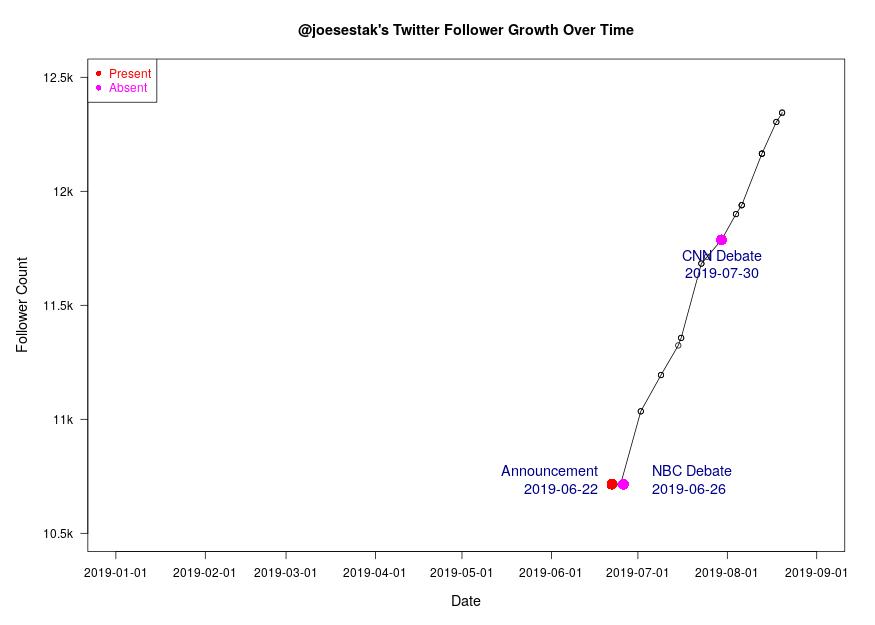 @joesestak's Twitter Follower Growth Over Time
Present
Absent
12.5k
12k
11.5k
11k
10.5k
Follower Count
CNN Debate
2019-07-30
Announcement
2019-06-22
NBC Debate
2019-06-26
2019-01-01
2019-02-01
2019-03-01
2019-04-01
2019-05-01
2019-06-01
2019-07-01
2019-08-01
2019-09-01
Date